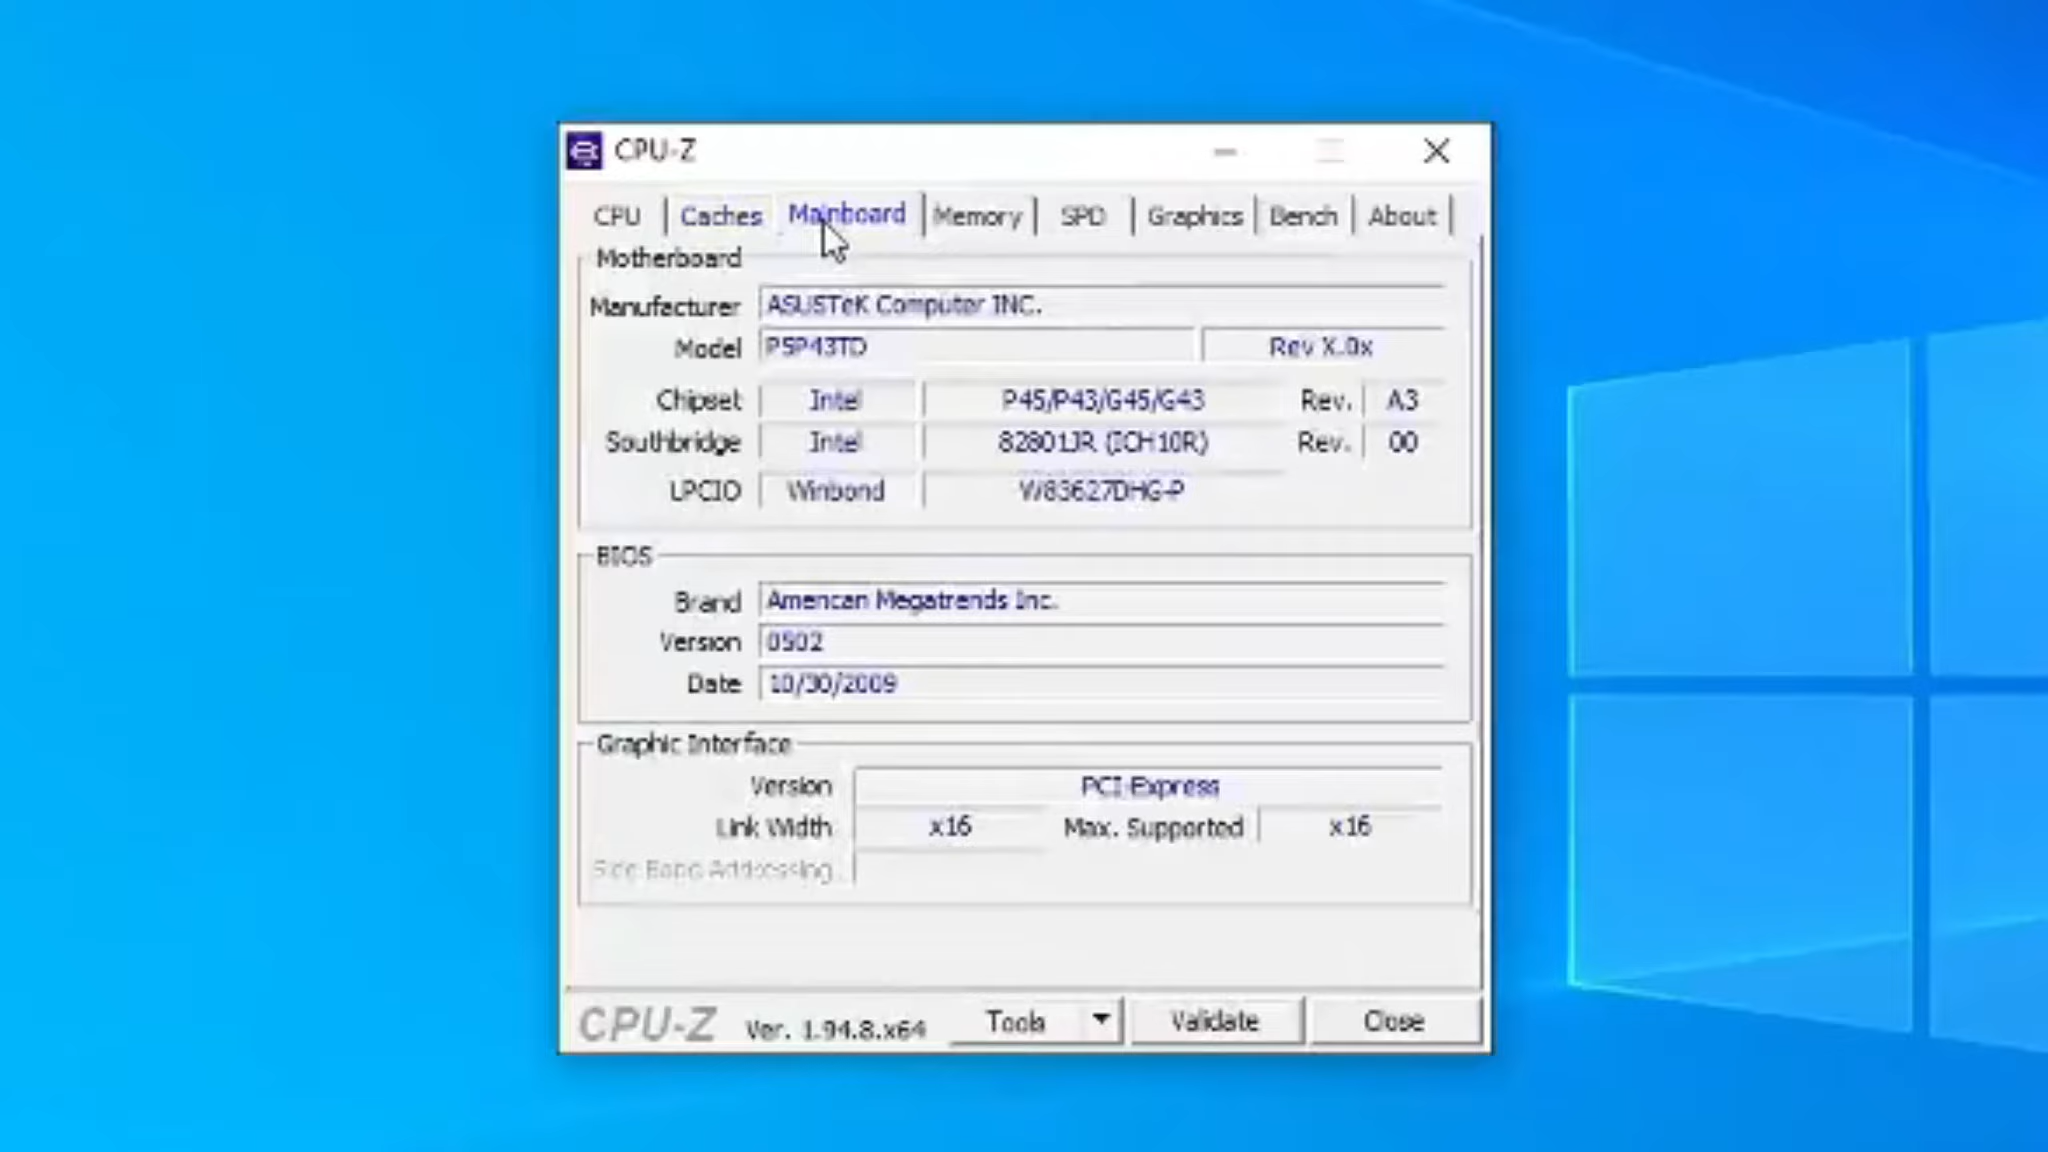 CPU-Z
CPU Caches Mainboard Memory SPD Graphics Bench About
Motherboard
Manufacturer ASUSTeK Computer INC.
Model P5P43TD Rev X.0x
Chipset Intel P45/P43/G45/G43 Rev. A3
Southbridge Intel 82801JR (ICH10R) Rev. 00
LPCIO Winbond W83627DHG-P
BIOS
Brand American Megatrends Inc.
Version 0502
Date 10/30/2009
Graphic Interface
Version PCI-Express
Link Width x16 Max. Supported x16
Side Band Addressing
CPU-Z Ver. 1.94.8.x64 Tools Validate Close